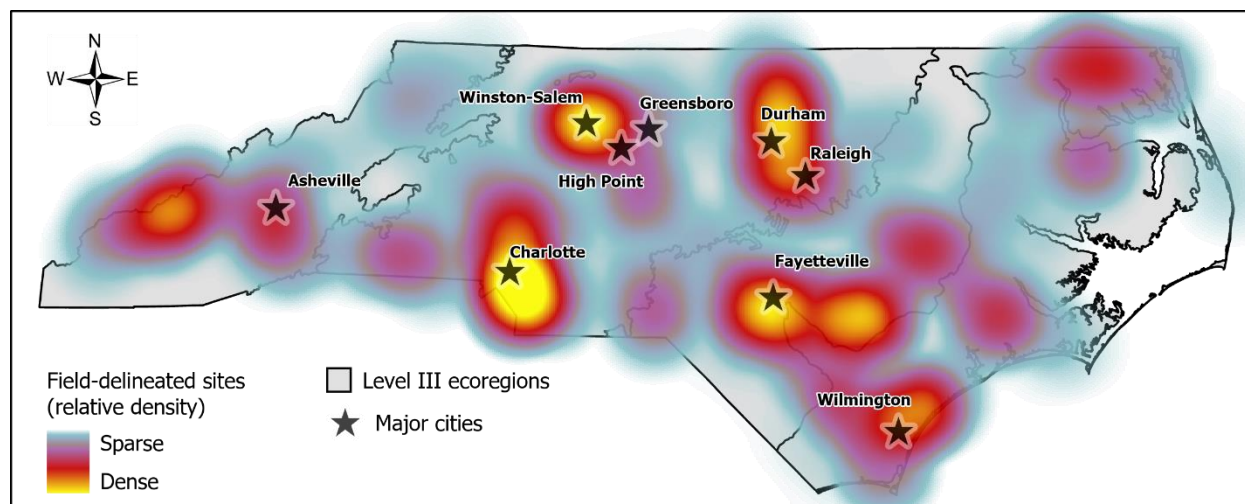 N
W E
S
Winston-Salem
Greensboro
Durham
High Point
Raleigh
Asheville
Charlotte
Fayetteville
Wilmington
Field-delineated sites
(relative density)
Sparse
Dense
Level III ecoregions
Major cities